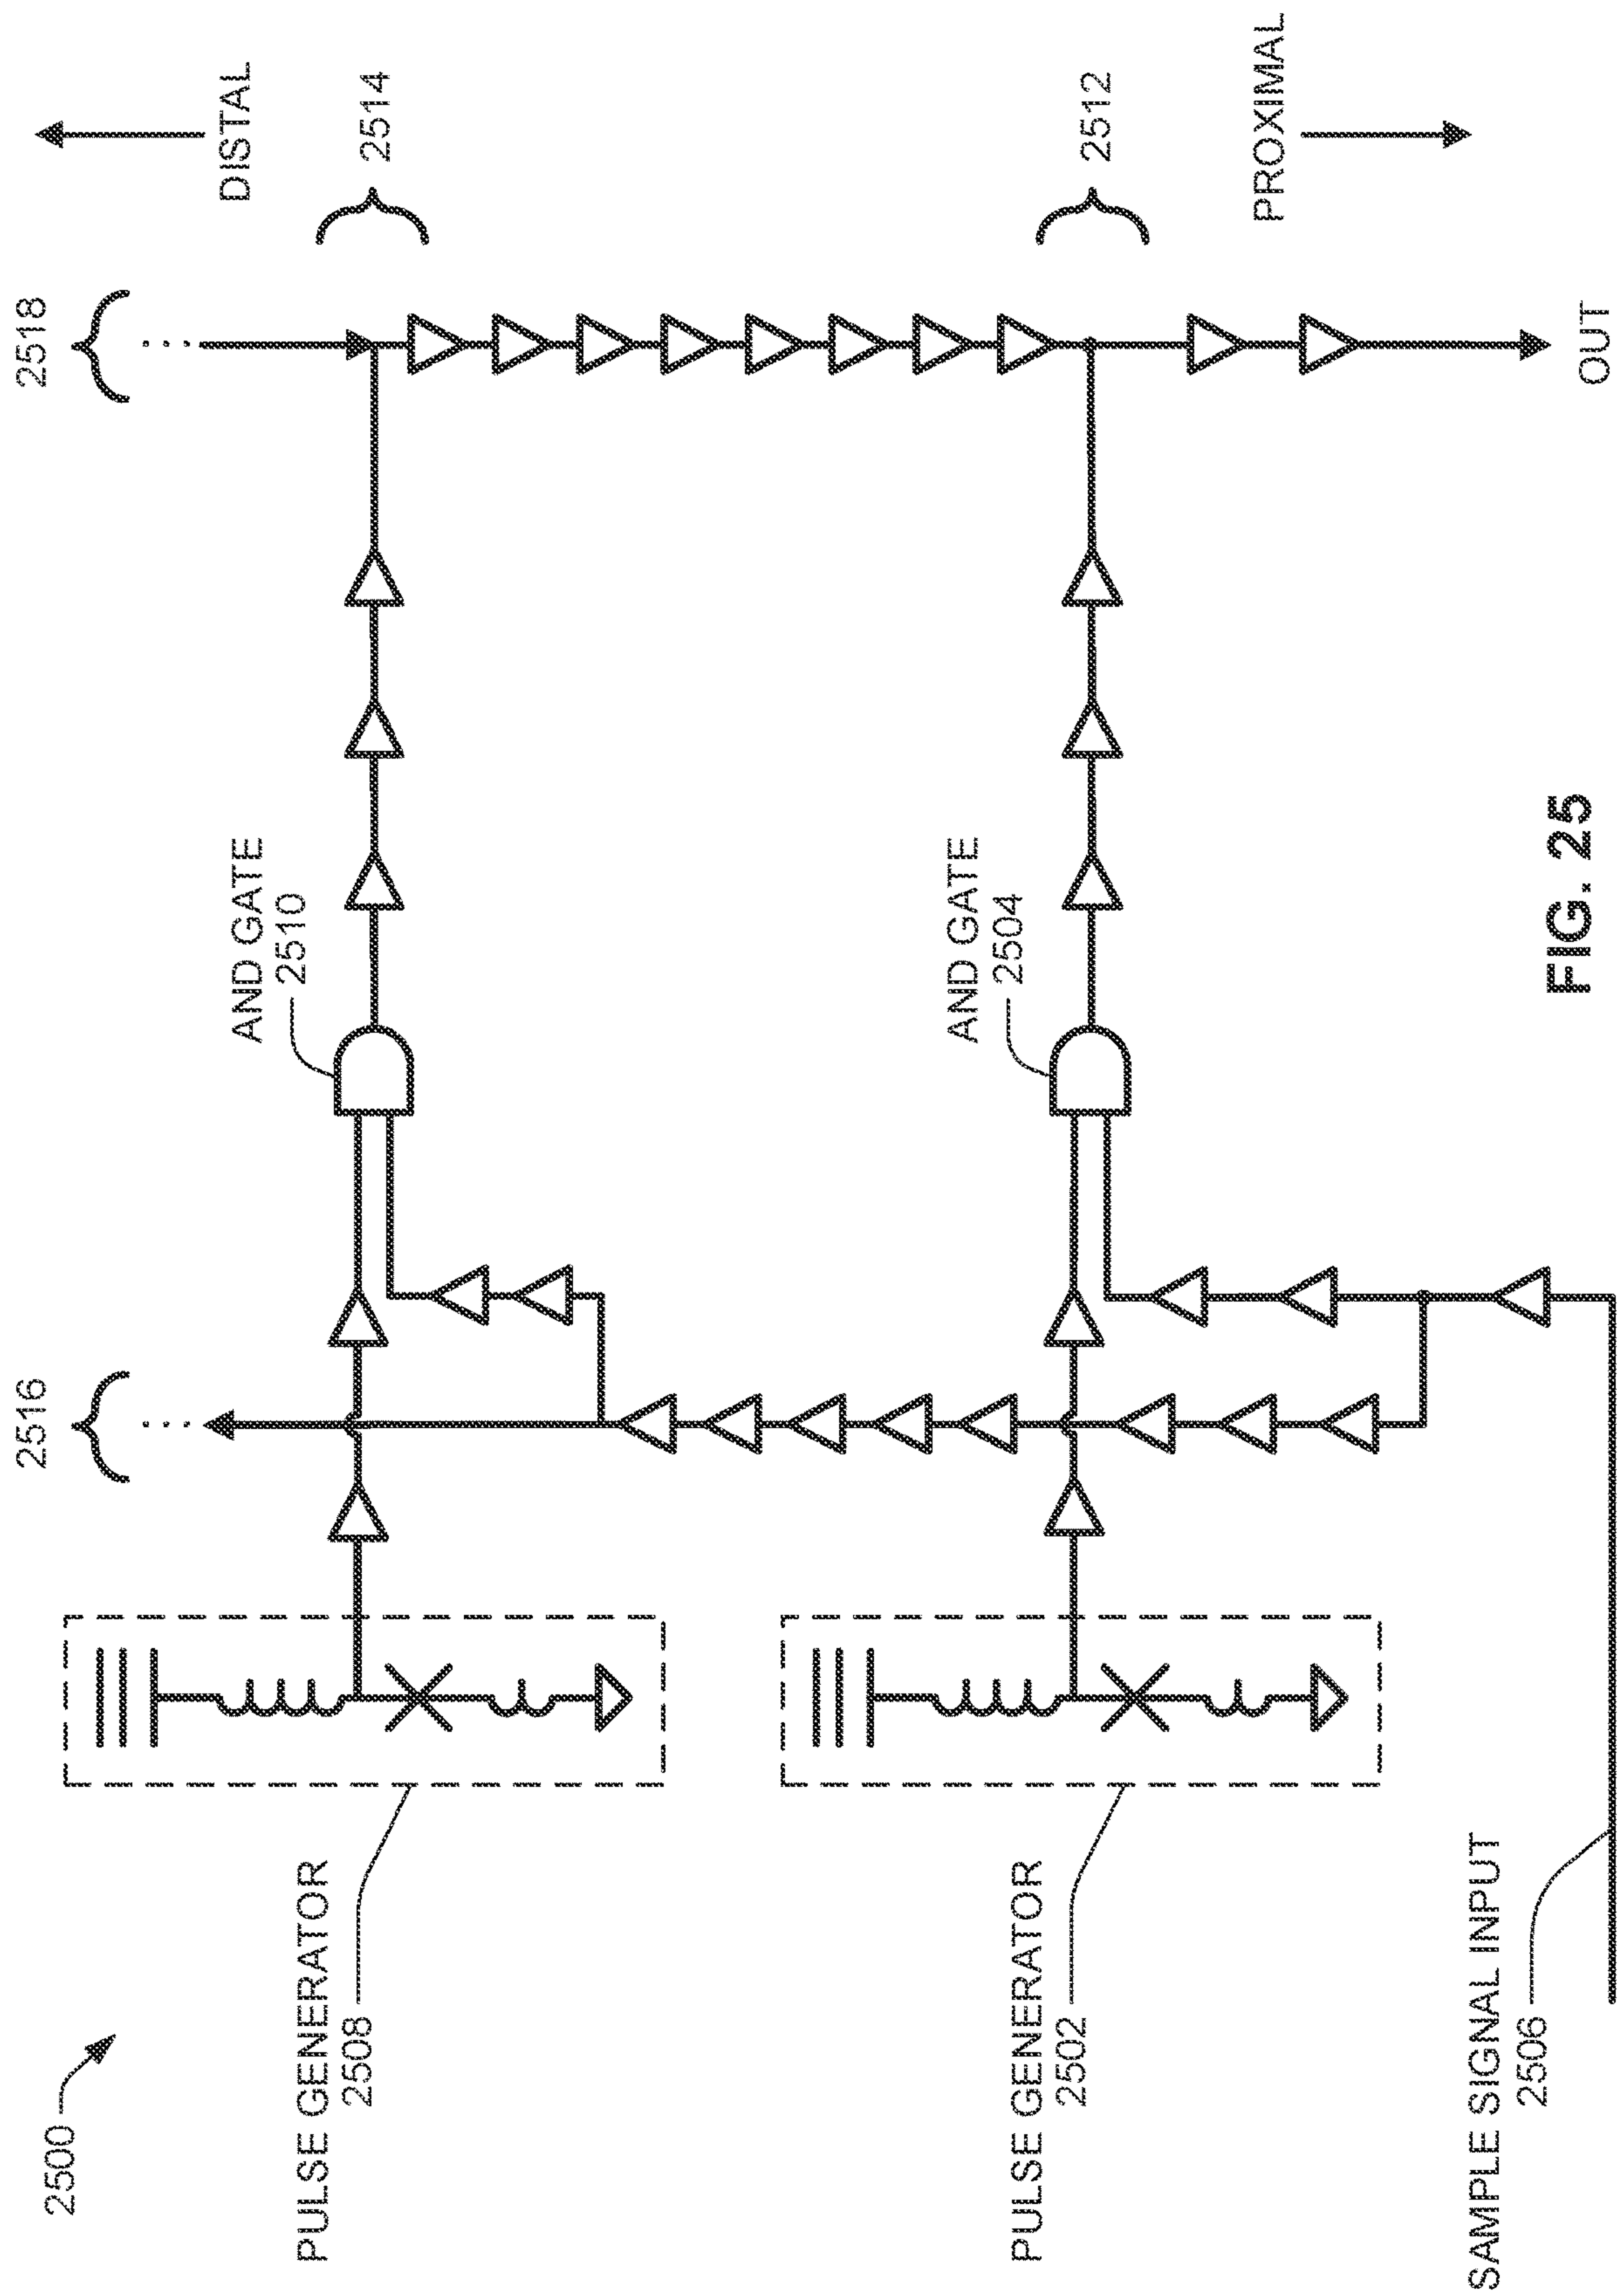 2500
PULSE GENERATOR
2508
PULSE GENERATOR
2502
SAMPLE SIGNAL INPUT
2506
2516
AND GATE
2510
AND GATE
2504
2518
DISTAL
2514
2512
PROXIMAL
OUT
FIG. 25